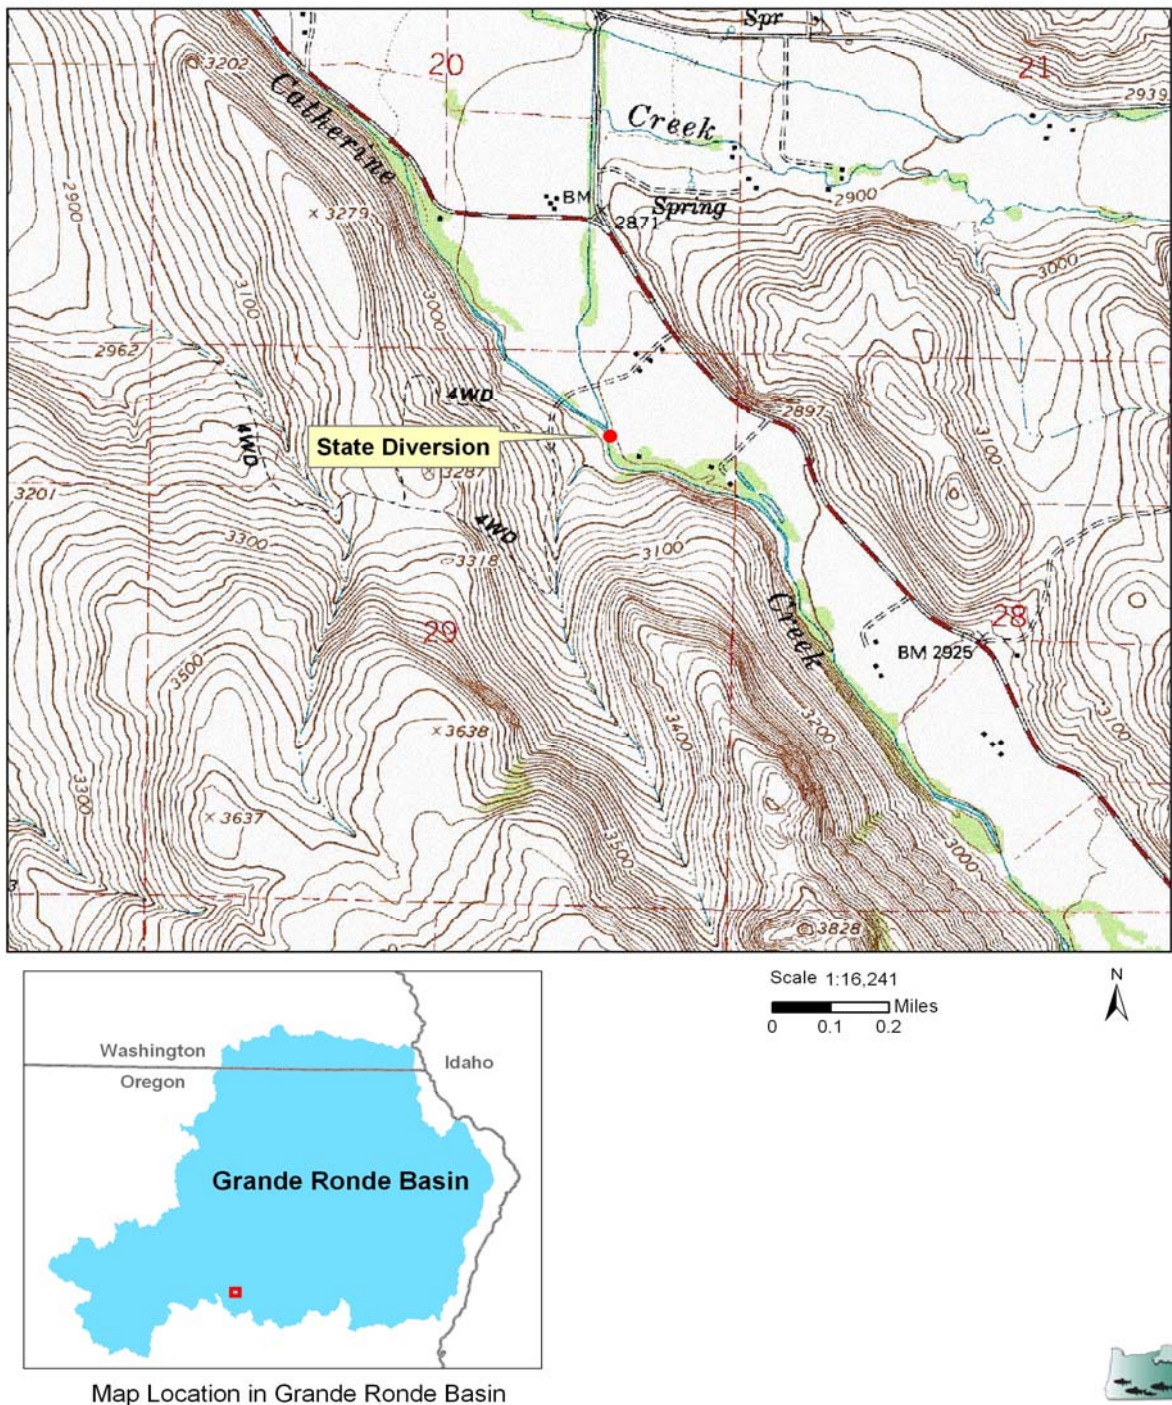 Spr
20
21
3202
2939
Catherine
Creek
2900
BM
Spring
2900
3279
2871
3000
3100
3000
2962
4WD
2897
4WD
State Diversion
3100
3287
3201
4WD
3300
3100
3318
Creek
29
28
BM 2925
3500
3638
3400
3200
3100
3300
3637
3500
3000
3
3828
Scale 1:16,241
N
Miles
0 0.1 0.2
Washington
Oregon
Idaho
Grande Ronde Basin
Map Location in Grande Ronde Basin